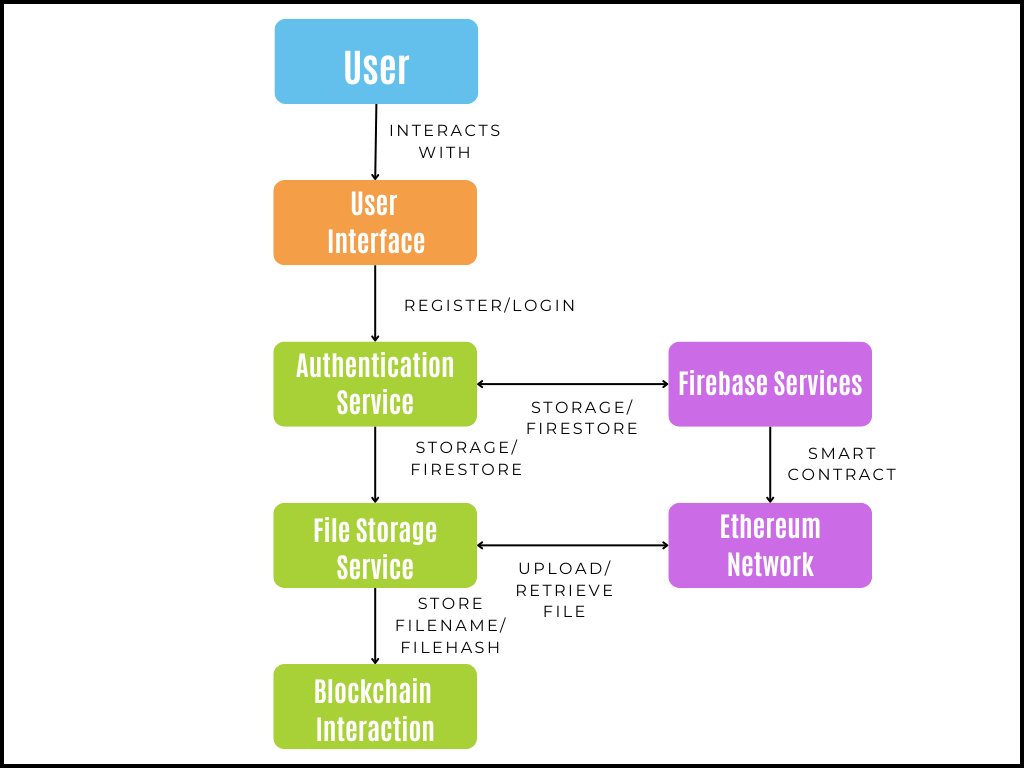 User
INTERACTS
WITH
User
Interface
REGISTER/LOGIN
Authentication
Service
Firebase Services
STORAGE/
FIRESTORE
STORAGE/
FIRESTORE
SMART
CONTRACT
File Storage
Service
Ethereum
Network
UPLOAD/
RETRIEVE
FILE
STORE
FILENAME/
FILEHASH
Blockchain
Interaction